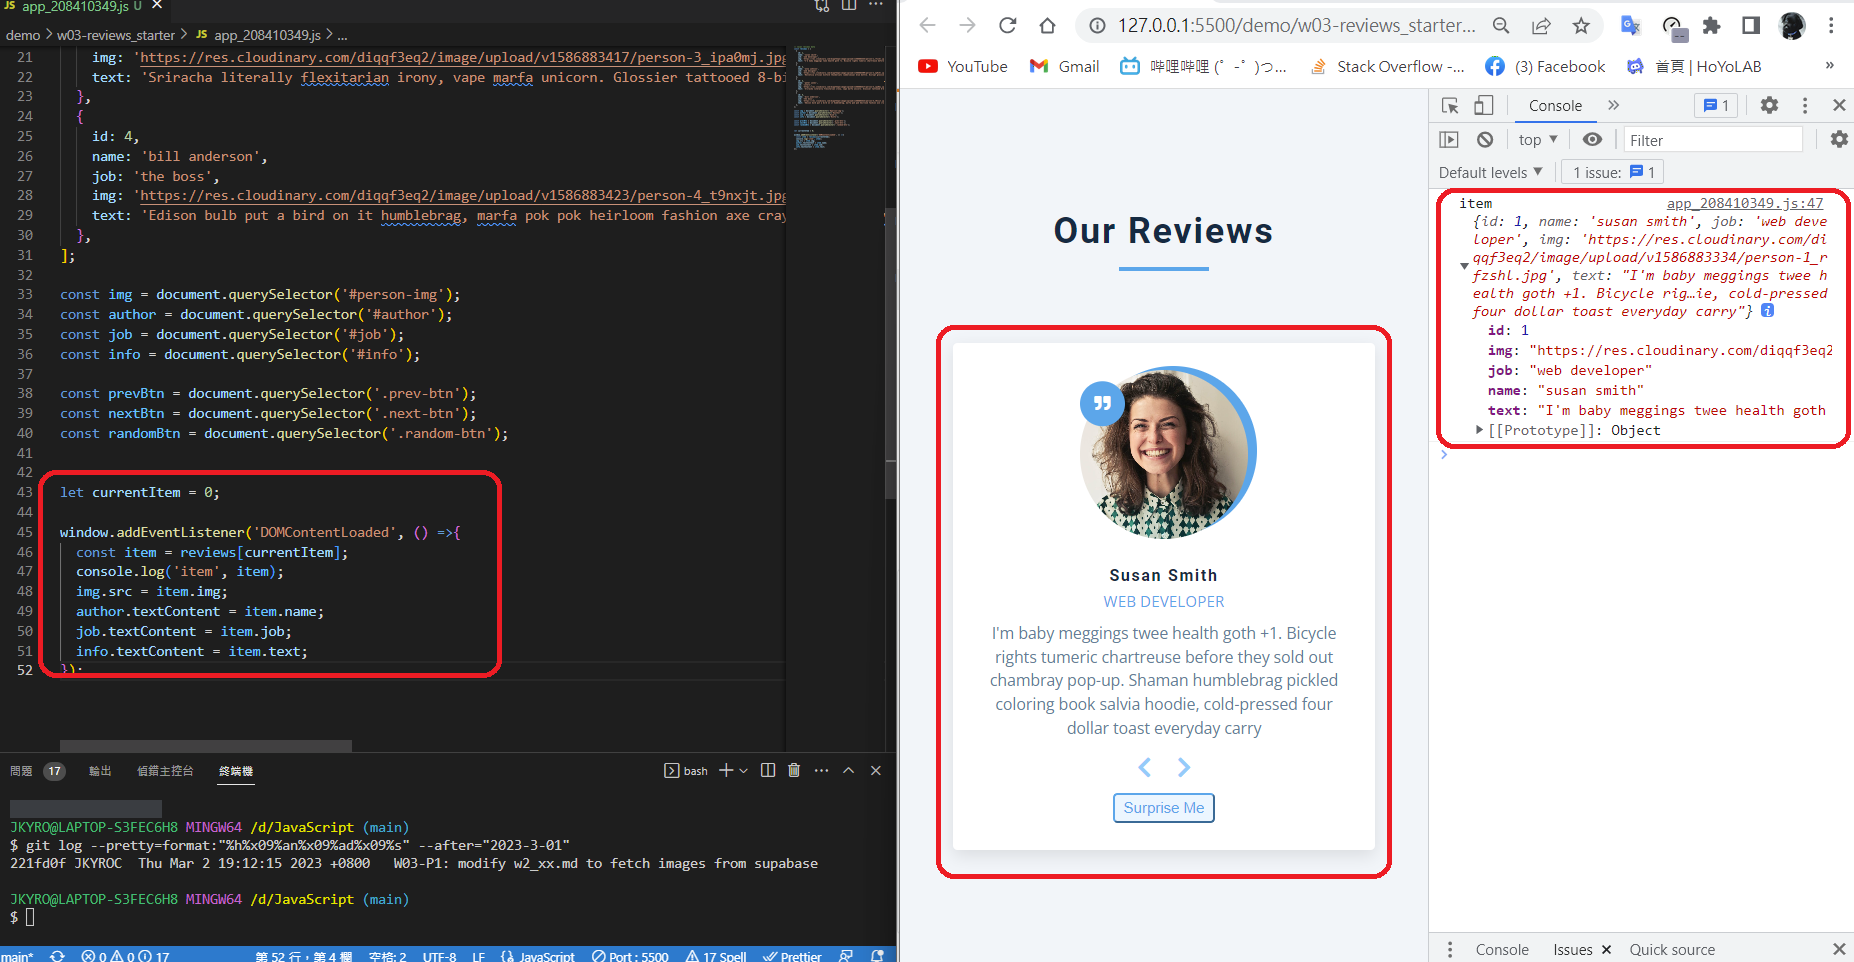 JS app_208410349.js U
demo > w03-reviews_starter > JS app_208410349.js > ...
21 img: 'https://res.cloudinary.com/diqqf3eq2/image/upload/v1586883417/person-3_ipa0mj.jpg
22 text: 'Sriracha literally flexitarian irony, vape marfa unicorn. Glossier tattooed 8-bi
23 },
24 {
25 id: 4,
26 name: 'bill anderson',
27 job: 'the boss',
28 img: 'https://res.cloudinary.com/diqqf3eq2/image/upload/v1586883423/person-4_t9nxjt.jpg
29 text: 'Edison bulb put a bird on it humblebrag, marfa pok pok heirloom fashion axe cray
30 },
31 ];
32
33 const img = document.querySelector('#person-img');
34 const author = document.querySelector('#author');
35 const job = document.querySelector('#job');
36 const info = document.querySelector('#info');
37
38 const prevBtn = document.querySelector('.prev-btn');
39 const nextBtn = document.querySelector('.next-btn');
40 const randomBtn = document.querySelector('.random-btn');
41
42
43 let currentItem = 0;
44
45 window.addEventListener('DOMContentLoaded', () =>{
46 const item = reviews[currentItem];
47 console.log('item', item);
48 img.src = item.img;
49 author.textContent = item.name;
50 job.textContent = item.job;
51 info.textContent = item.text;
52 });
問題 17 輸出 偵錯主控台 終端機 bash
JKYRO@LAPTOP-S3FEC6H8 MINGW64 /d/JavaScript (main)
$ git log --pretty=format:"%h%x09%an%x09%ad%x09%s" --after="2023-3-01"
221fd0f JKYROC Thu Mar 2 19:12:15 2023 +0800 W03-P1: modify w2_xx.md to fetch images from supabase
JKYRO@LAPTOP-S3FEC6H8 MINGW64 /d/JavaScript (main)
$
main* 0 0 17 第 52 行，第 4 欄 空格: 2 UTF-8 LF JavaScript Port : 5500 17 Spell Prettier
127.0.0.1:5500/demo/w03-reviews_starter...
YouTube Gmail 哔哩哔哩 (゜-゜)つ... Stack Overflow -... (3) Facebook 首頁 | HoYoLAB »
Our Reviews
Susan Smith
WEB DEVELOPER
I'm baby meggings twee health goth +1. Bicycle
rights tumeric chartreuse before they sold out
chambray pop-up. Shaman humblebrag pickled
coloring book salvia hoodie, cold-pressed four
dollar toast everyday carry
Surprise Me
Console » 1
top Filter
Default levels 1 issue: 1
item app_208410349.js:47
{id: 1, name: 'susan smith', job: 'web deve
loper', img: 'https://res.cloudinary.com/di
qqf3eq2/image/upload/v1586883334/person-1_r
fzshl.jpg', text: "I'm baby meggings twee h
ealth goth +1. Bicycle rig…ie, cold-pressed
four dollar toast everyday carry"}
id: 1
img: "https://res.cloudinary.com/diqqf3eq2
job: "web developer"
name: "susan smith"
text: "I'm baby meggings twee health goth
[[Prototype]]: Object
Console Issues Quick source